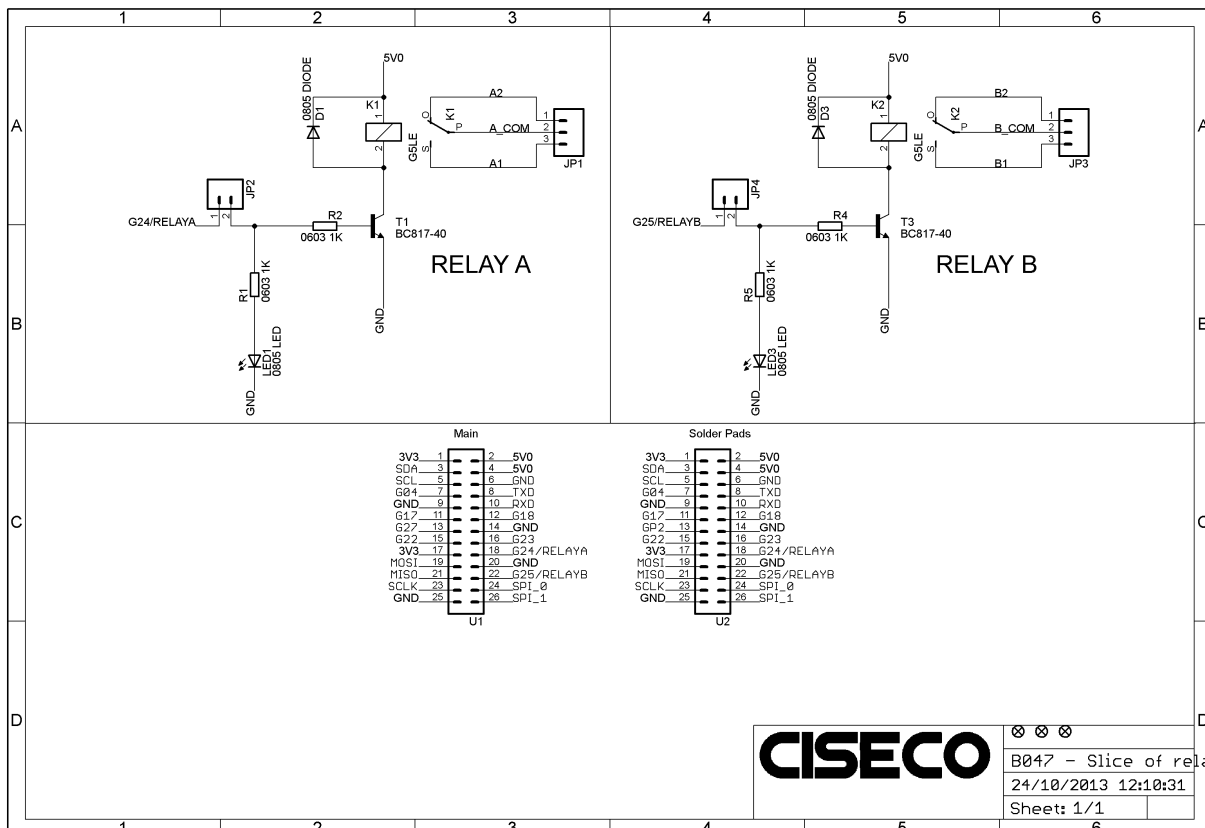 1 2 3 4 5 6
A
A
B
B
C
C
D
D
5V0
0805 DIODE
D1
K1
1
2
G5LE
O
P
S
K1
A2
A_COM
A1
1
2
3
JP1
JP2
1
2
G24/RELAYA
R2
0603 1K
T1
BC817-40
RELAY A
R1
0603 1K
LED1
0805 LED
GND
GND
5V0
0805 DIODE
D3
K2
1
2
G5LE
O
P
S
K2
B2
B_COM
B1
1
2
3
JP3
JP4
1
2
G25/RELAYB
R4
0603 1K
T3
BC817-40
RELAY B
R5
0603 1K
LED3
0805 LED
GND
GND
Main
3V3 1 2 5V0
SDA 3 4 5V0
SCL 5 6 GND
G04 7 8 TXD
GND 9 10 RXD
G17 11 12 G18
G27 13 14 GND
G22 15 16 G23
3V3 17 18 G24/RELAYA
MOSI 19 20 GND
MISO 21 22 G25/RELAYB
SCLK 23 24 SPI_0
GND 25 26 SPI_1
U1
Solder Pads
3V3 1 2 5V0
SDA 3 4 5V0
SCL 5 6 GND
G04 7 8 TXD
GND 9 10 RXD
G17 11 12 G18
GP2 13 14 GND
G22 15 16 G23
3V3 17 18 G24/RELAYA
MOSI 19 20 GND
MISO 21 22 G25/RELAYB
SCLK 23 24 SPI_0
GND 25 26 SPI_1
U2
CISECO
B047 - Slice of rela
24/10/2013 12:10:31
Sheet: 1/1
1 2 3 4 5 6